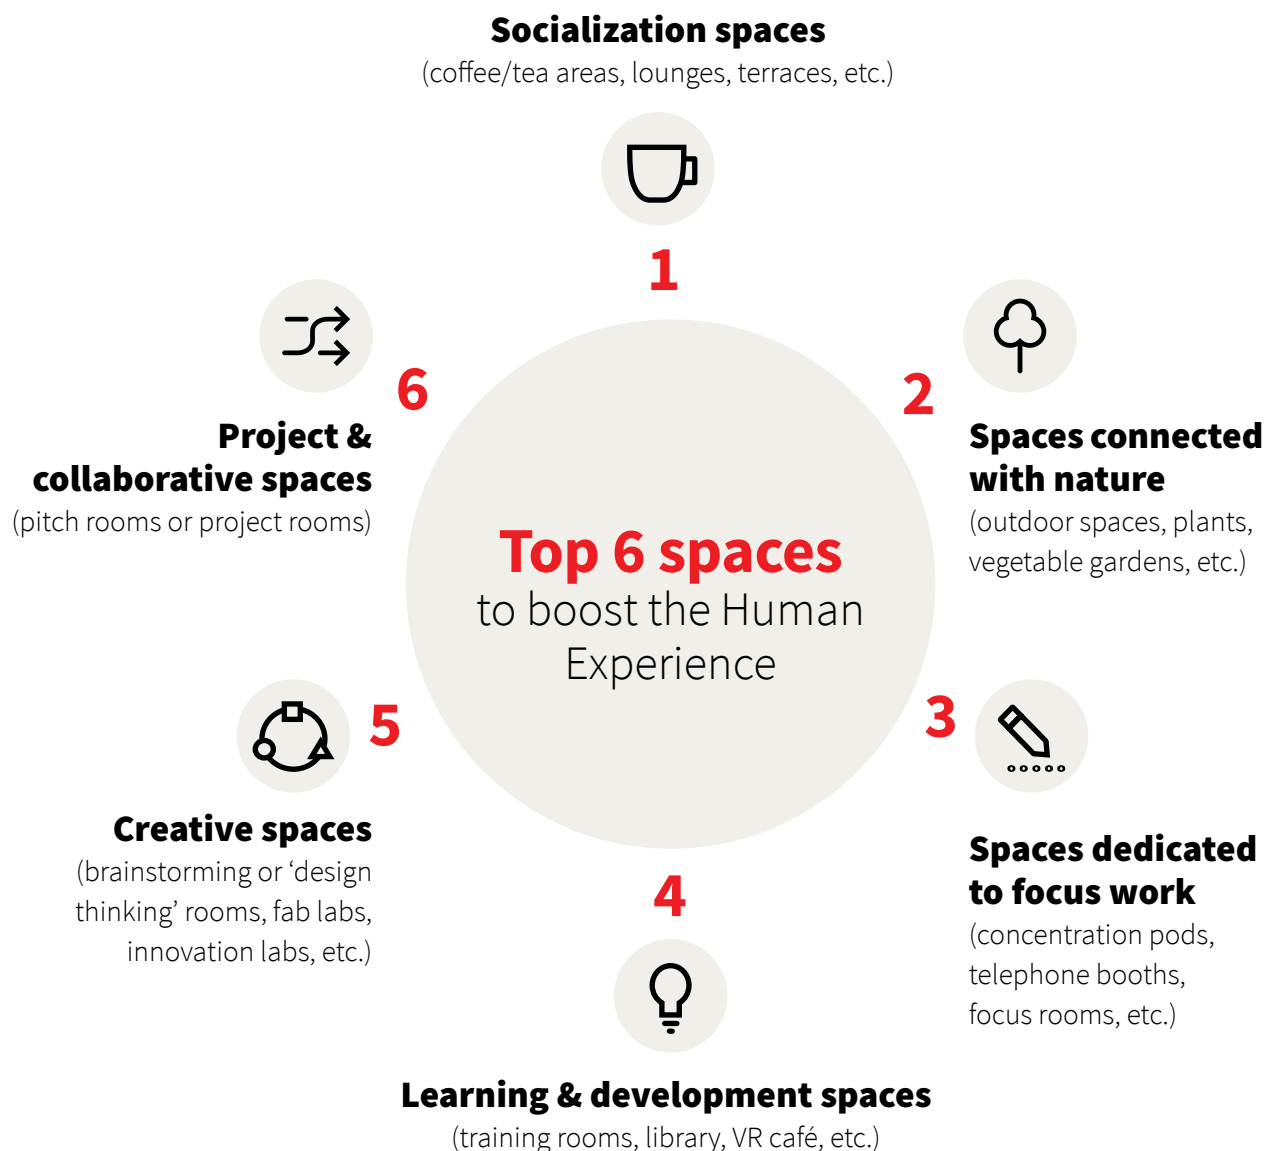 Socialization spaces
(coffee/tea areas, lounges, terraces, etc.)
1
2
Spaces connected
with nature
(outdoor spaces, plants,
vegetable gardens, etc.)
3
Spaces dedicated
to focus work
(concentration pods,
telephone booths,
focus rooms, etc.)
4
Learning & development spaces
(training rooms, library, VR café, etc.)
5
Creative spaces
(brainstorming or ‘design
thinking’ rooms, fab labs,
innovation labs, etc.)
6
Project &
collaborative spaces
(pitch rooms or project rooms)
Top 6 spaces
to boost the Human
Experience